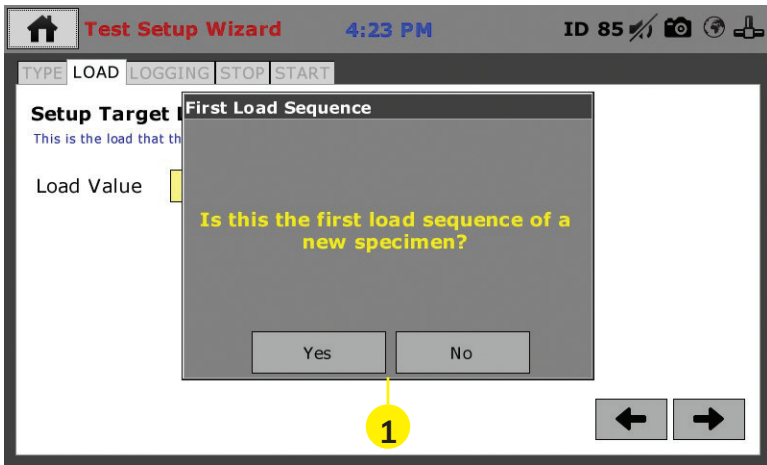 Test Setup Wizard 4:23 PM ID 85
TYPE LOAD LOGGING STOP START
Setup Target
This is the load that th
Load Value
First Load Sequence
Is this the first load sequence of a
new specimen?
Yes No
1